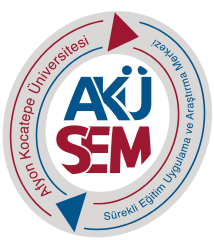 Afyon Kocatepe Üniversitesi
AKÜ
SEM
Sürekli Eğitim Uygulama ve Araştırma Merkezi